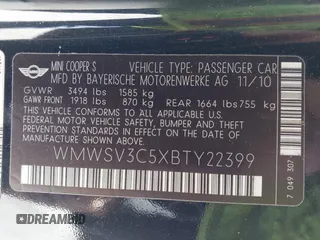 MINI COOPER S VEHICLE TYPE: PASSENGER CAR
MFD BY BAYERISCHE MOTORENWERKE AG 11/10
GVWR 3494 lbs 1585 kg
GAWR FRONT 1918 lbs 870 kg REAR 1664 lbs 755 kg
THIS VEHICLE CONFORMS TO ALL APPLICABLE
FEDERAL MOTOR VEHICLE SAFETY, BUMPER, AND
THEFT PREVENTION STANDARDS IN EFFECT ON THE
DATE OF MANUFACTURE SHOWN ABOVE.
WMWSV3C5XBTY22399
7 049 307
DREAMBID